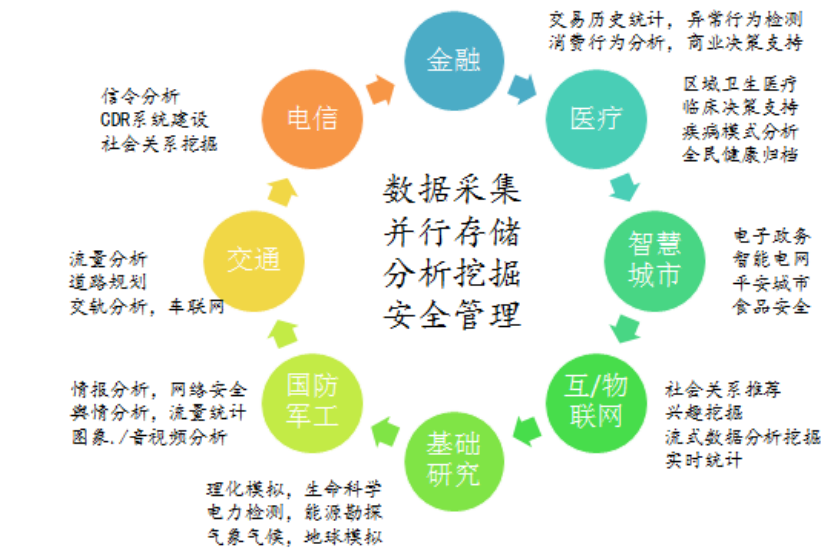 金融
交易历史统计，异常行为检测
消费行为分析，商业决策支持
医疗
区域卫生医疗
临床决策支持
疾病模式分析
全民健康归档
智慧
城市
电子政务
智能电网
平安城市
食品安全
互/物
联网
社会关系推荐
兴趣挖掘
流式数据分析挖掘
实时统计
基础
研究
理化模拟，生命科学
电力检测，能源勘探
气象气候，地球模拟
国防
军工
情报分析，网络安全
舆情分析，流量统计
图象./音视频分析
交通
流量分析
道路规划
交轨分析，车联网
电信
信令分析
CDR系统建设
社会关系挖掘
数据采集
并行存储
分析挖掘
安全管理